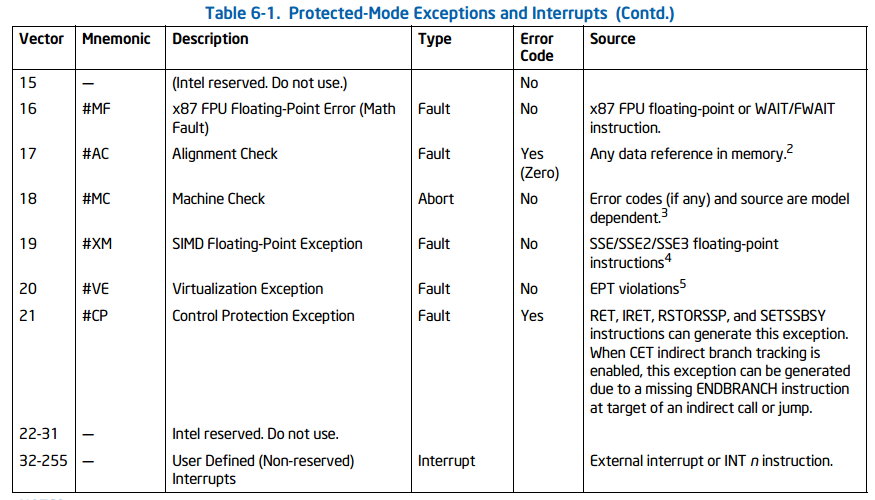 Table 6-1. Protected-Mode Exceptions and Interrupts (Contd.)
Vector Mnemonic Description Type Error Code Source
15 — (Intel reserved. Do not use.) No
16 #MF x87 FPU Floating-Point Error (Math Fault) Fault No x87 FPU floating-point or WAIT/FWAIT instruction.
17 #AC Alignment Check Fault Yes (Zero) Any data reference in memory.2
18 #MC Machine Check Abort No Error codes (if any) and source are model dependent.3
19 #XM SIMD Floating-Point Exception Fault No SSE/SSE2/SSE3 floating-point instructions4
20 #VE Virtualization Exception Fault No EPT violations5
21 #CP Control Protection Exception Fault Yes RET, IRET, RSTORSSP, and SETSSBSY instructions can generate this exception. When CET indirect branch tracking is enabled, this exception can be generated due to a missing ENDBRANCH instruction at target of an indirect call or jump.
22-31 — Intel reserved. Do not use.
32-255 — User Defined (Non-reserved) Interrupts Interrupt External interrupt or INT n instruction.